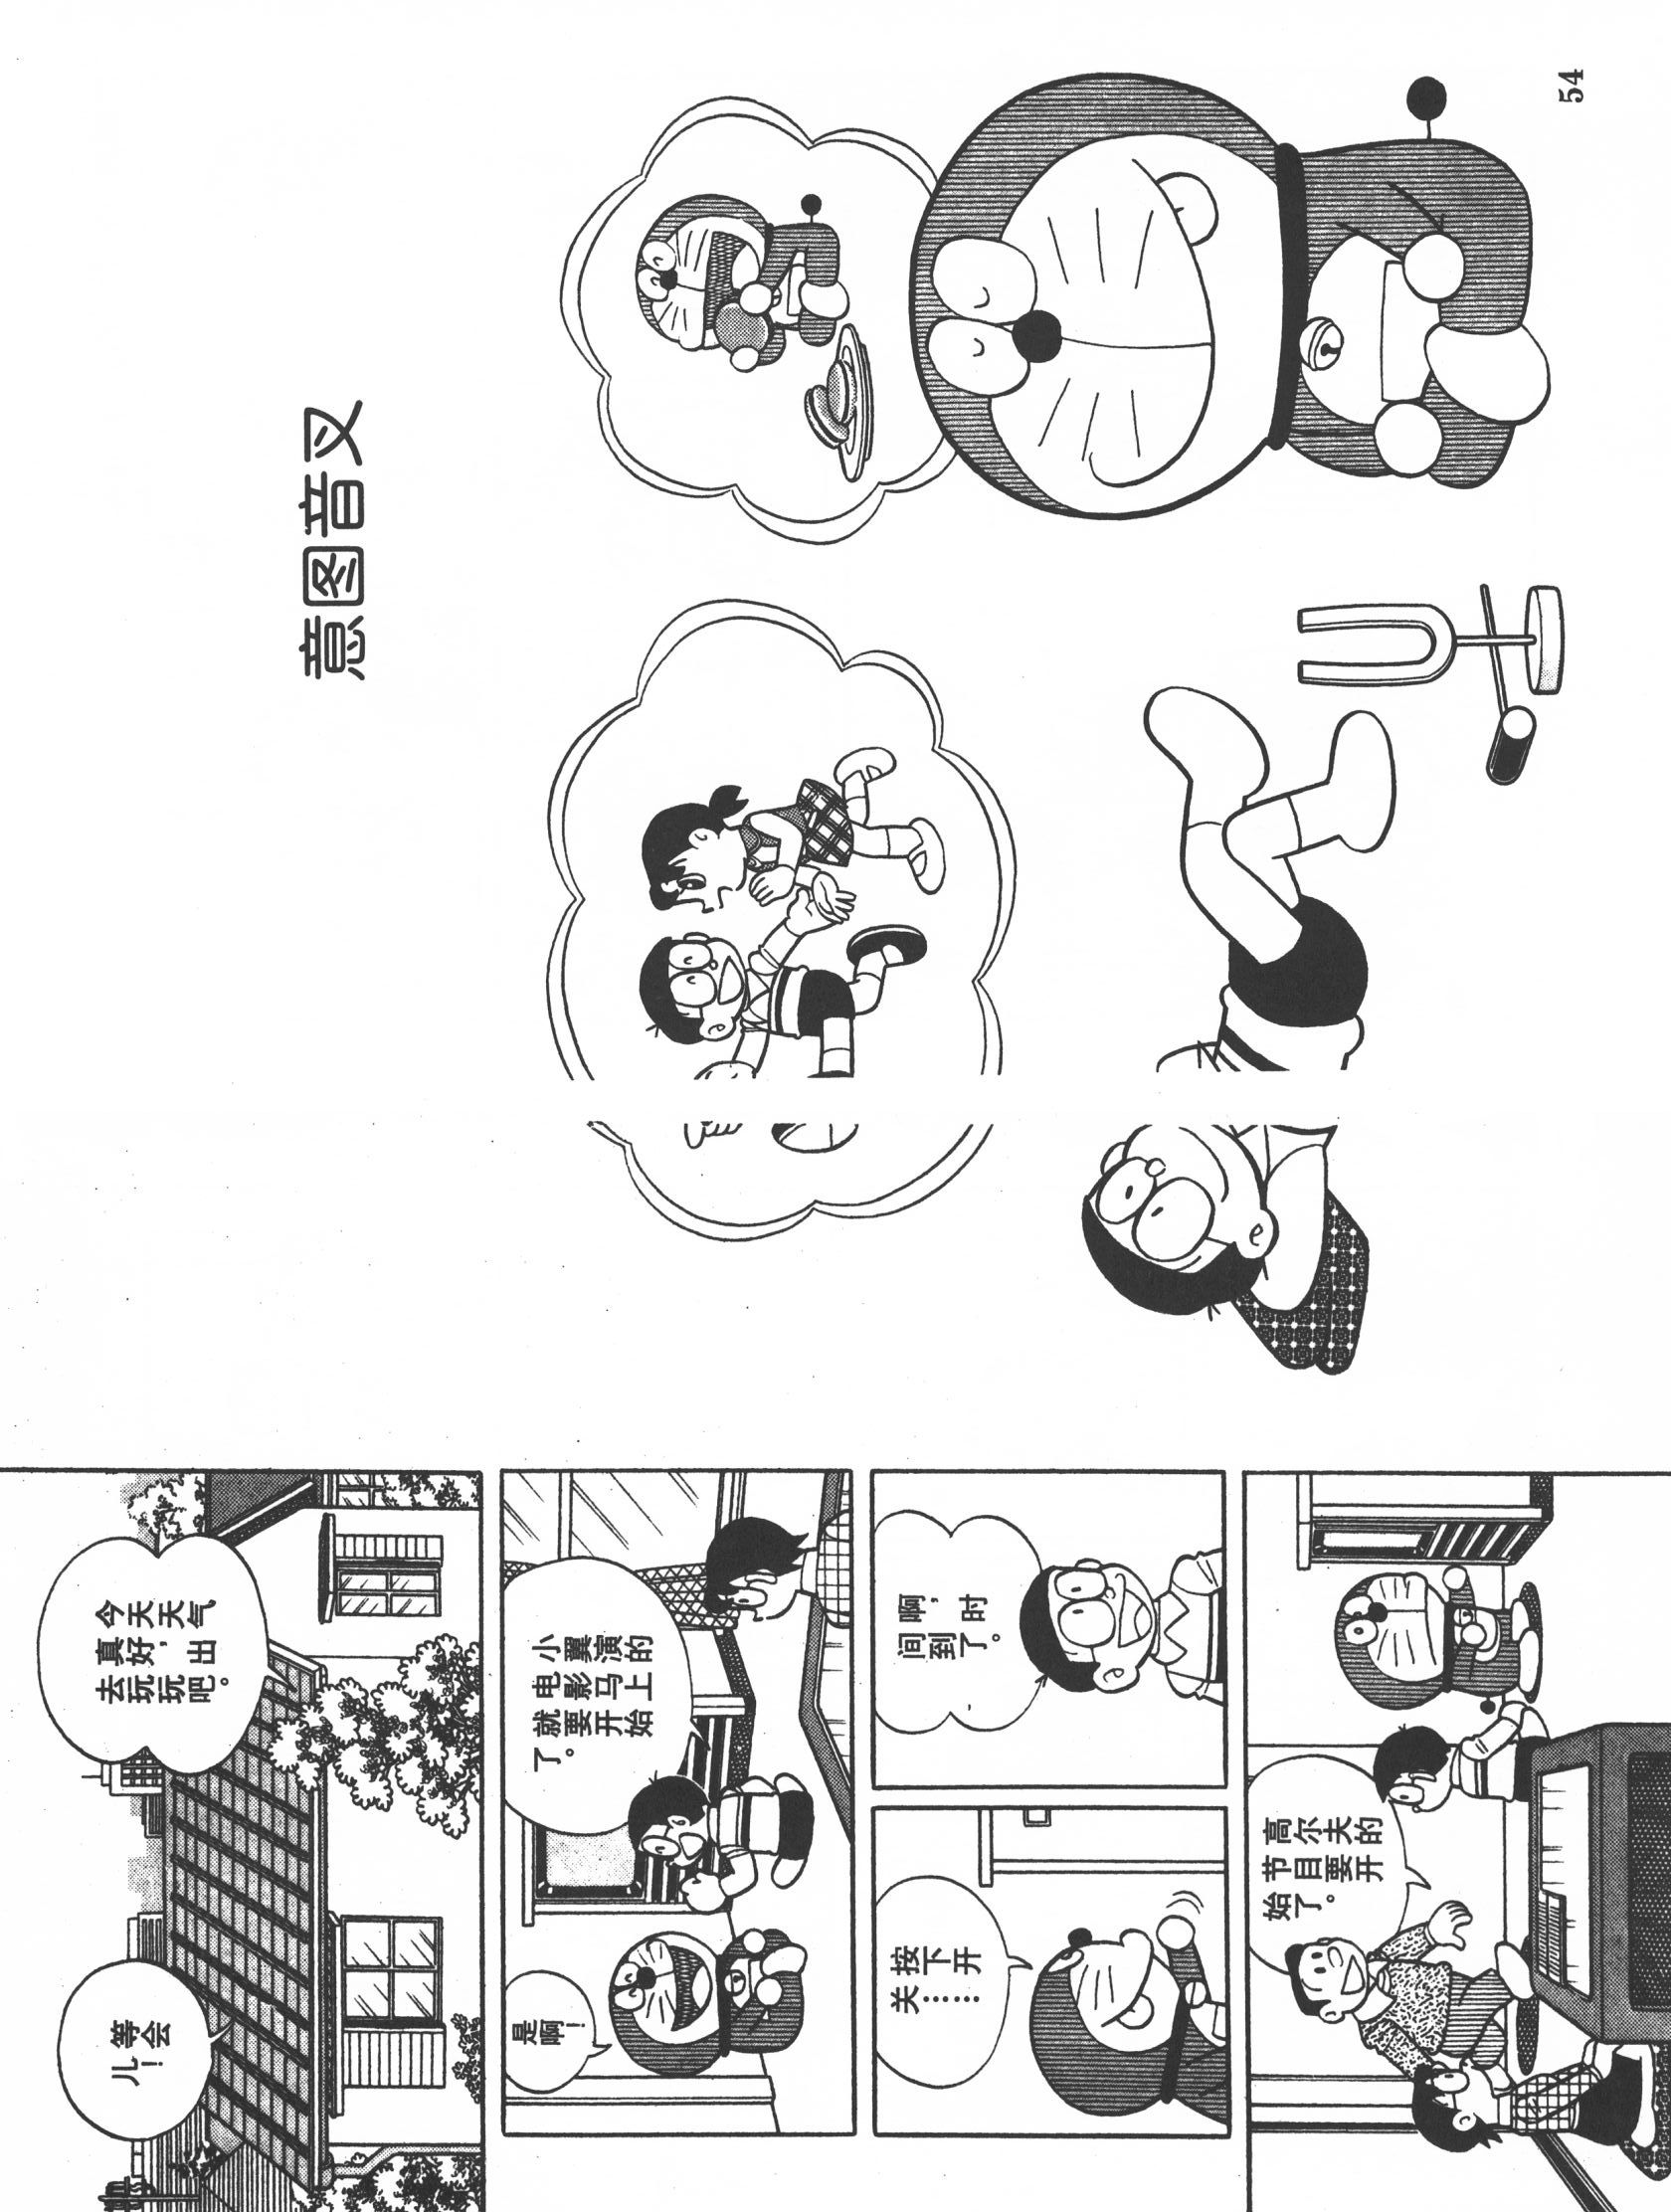 意图音叉
54
今天天气
真好，出
去玩玩吧。
等会
儿！
小翼演的
电影马上
就要开始
了。
是啊！
啊，时
间到了。
按下开
关……
高尔夫的
节目要开
始了。